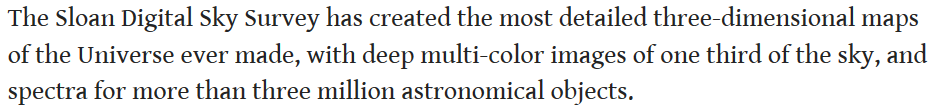 The Sloan Digital Sky Survey has created the most detailed three-dimensional maps
of the Universe ever made, with deep multi-color images of one third of the sky, and
spectra for more than three million astronomical objects.